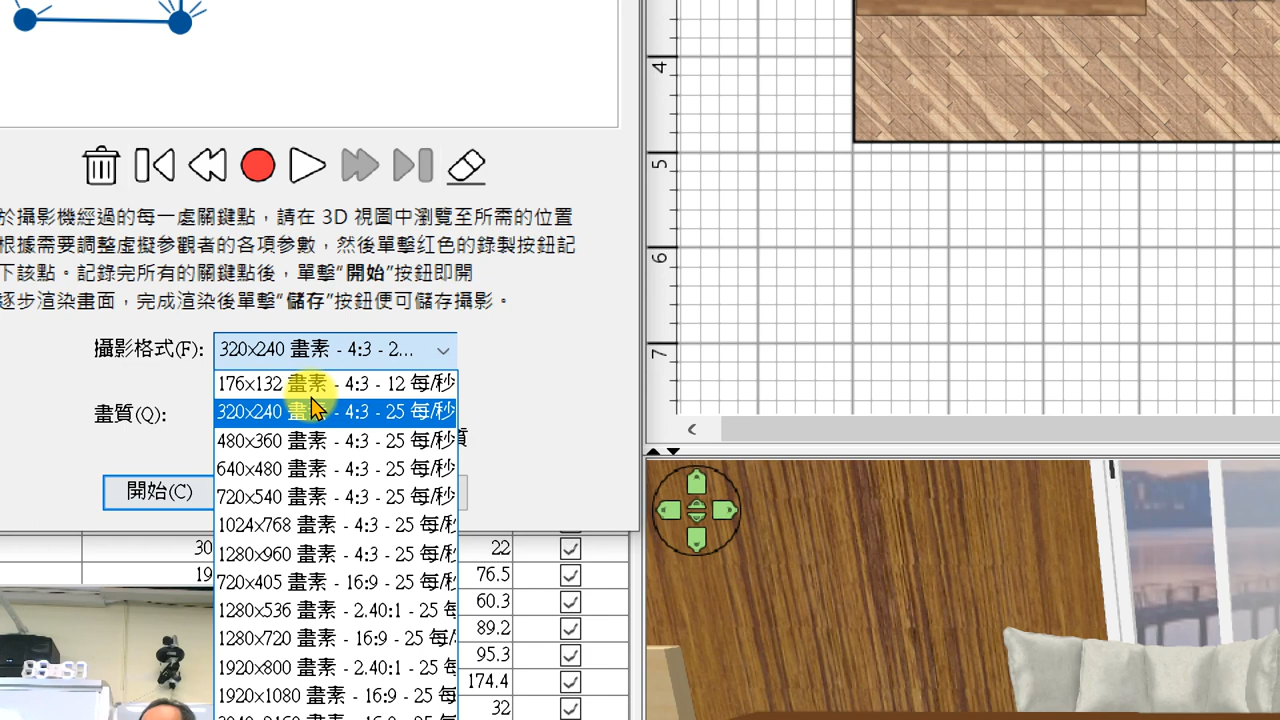 於攝影機經過的每一處關鍵點，請在 3D 視圖中瀏覽至所需的位置
根據需要調整虛擬參觀者的各項參數，然後單擊红色的錄製按鈕記
下該點。記錄完所有的關鍵點後，單擊“開始”按鈕即開
逐步渲染畫面，完成渲染後單擊“儲存”按鈕便可儲存攝影。
攝影格式(F):
320x240 畫素 - 4:3 - 2...
176x132 畫素 - 4:3 - 12 每/秒
320x240 畫素 - 4:3 - 25 每/秒
畫質(Q):
480x360 畫素 - 4:3 - 25 每/秒
質
640x480 畫素 - 4:3 - 25 每/秒
開始(C)
720x540 畫素 - 4:3 - 25 每/秒
1024x768 畫素 - 4:3 - 25 每/秒
1280x960 畫素 - 4:3 - 25 每/秒
720x405 畫素 - 16:9 - 25 每/秒
1280x536 畫素 - 2.40:1 - 25 每
1280x720 畫素 - 16:9 - 25 每/
1920x800 畫素 - 2.40:1 - 25 每
1920x1080 畫素 - 16:9 - 25 每
30
19
22
76.5
60.3
89.2
95.3
174.4
32
4
5
6
7